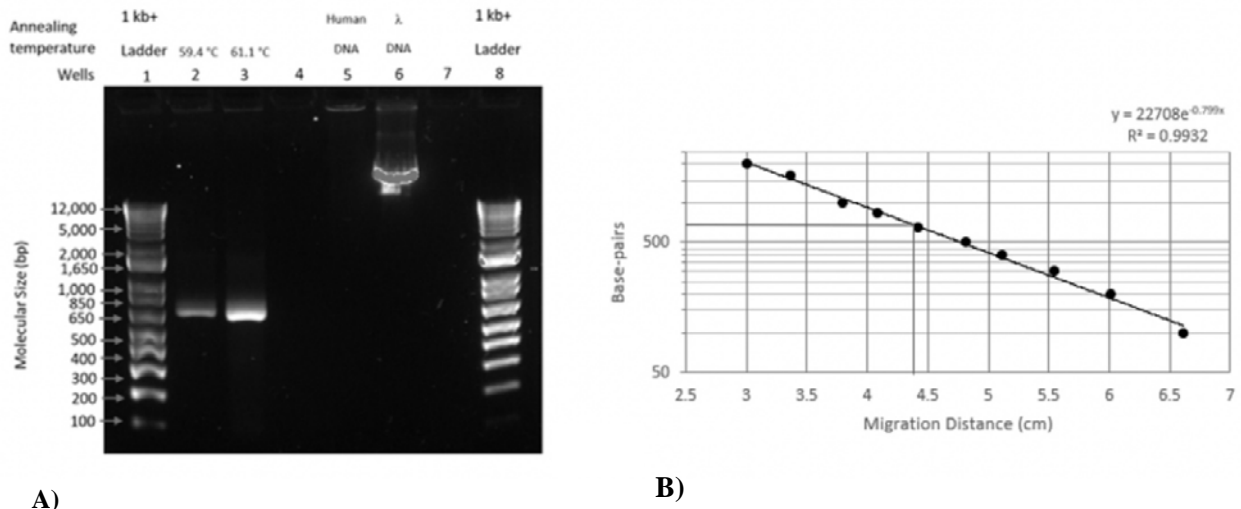 1 kb+ Human λ 1 kb+
Annealing
temperature Ladder 59.4 °C 61.1 °C DNA DNA Ladder
Wells 1 2 3 4 5 6 7 8
Molecular Size (bp)
12,000
5,000
2,000
1,650
1,000
850
650
500
400
300
200
100
A)
y = 22708e^-0.799x
R² = 0.9932
Base-pairs
500
50
2.5 3 3.5 4 4.5 5 5.5 6 6.5 7
Migration Distance (cm)
B)